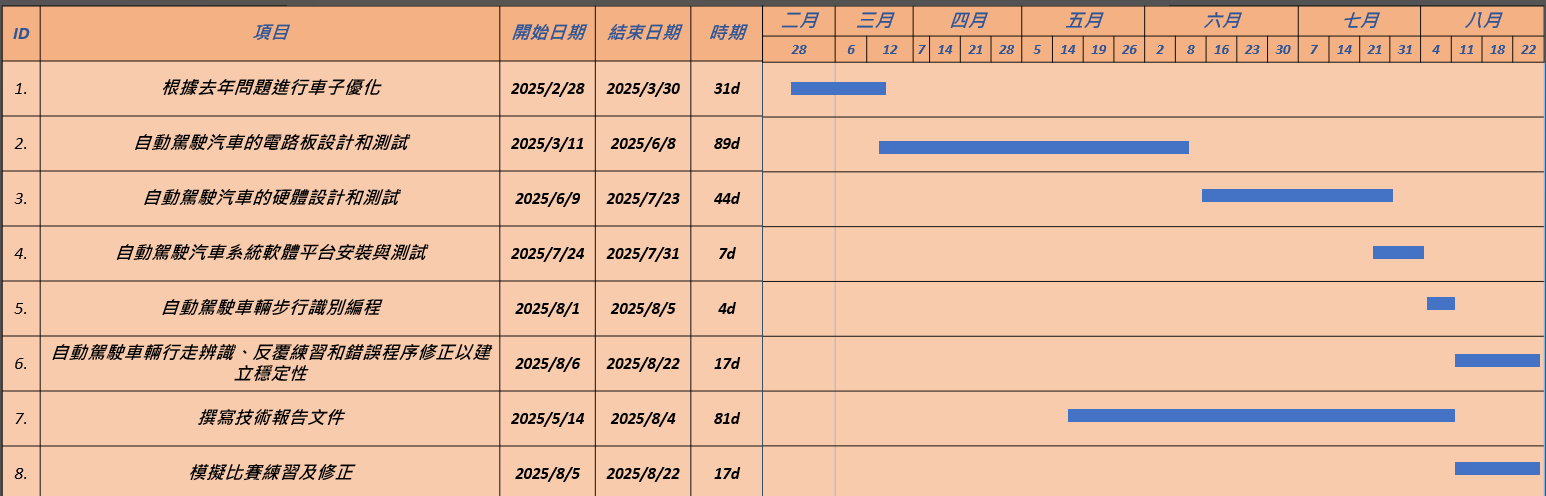 ID 項目 開始日期 結束日期 時期 二月 三月 四月 五月 六月 七月 八月
28 6 12 7 14 21 28 5 14 19 26 2 8 16 23 30 7 14 21 31 4 11 18 22
1. 根據去年問題進行車子優化 2025/2/28 2025/3/30 31d
2. 自動駕駛汽車的電路板設計和測試 2025/3/11 2025/6/8 89d
3. 自動駕駛汽車的硬體設計和測試 2025/6/9 2025/7/23 44d
4. 自動駕駛汽車系統軟體平台安裝與測試 2025/7/24 2025/7/31 7d
5. 自動駕駛車輛步行識別編程 2025/8/1 2025/8/5 4d
6. 自動駕駛車輛行走辨識、反覆練習和錯誤程序修正以建
立穩定性 2025/8/6 2025/8/22 17d
7. 撰寫技術報告文件 2025/5/14 2025/8/4 81d
8. 模擬比賽練習及修正 2025/8/5 2025/8/22 17d